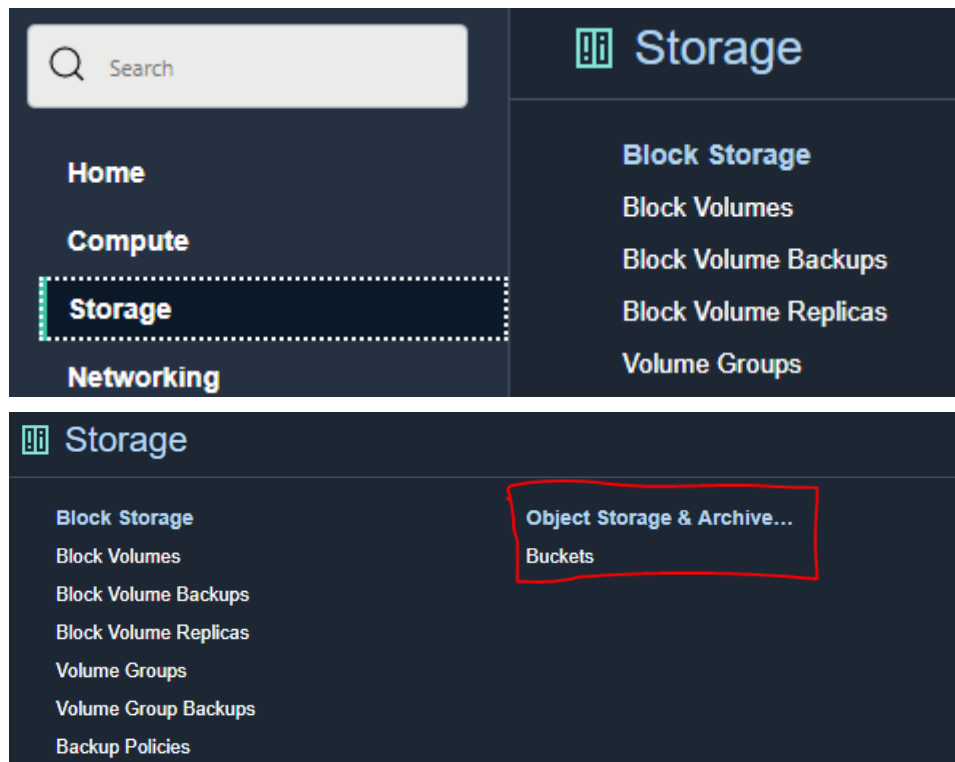 Search
Home
Compute
Storage
Networking
Storage
Block Storage
Block Volumes
Block Volume Backups
Block Volume Replicas
Volume Groups
Storage
Block Storage
Block Volumes
Block Volume Backups
Block Volume Replicas
Volume Groups
Volume Group Backups
Backup Policies
Object Storage & Archive...
Buckets